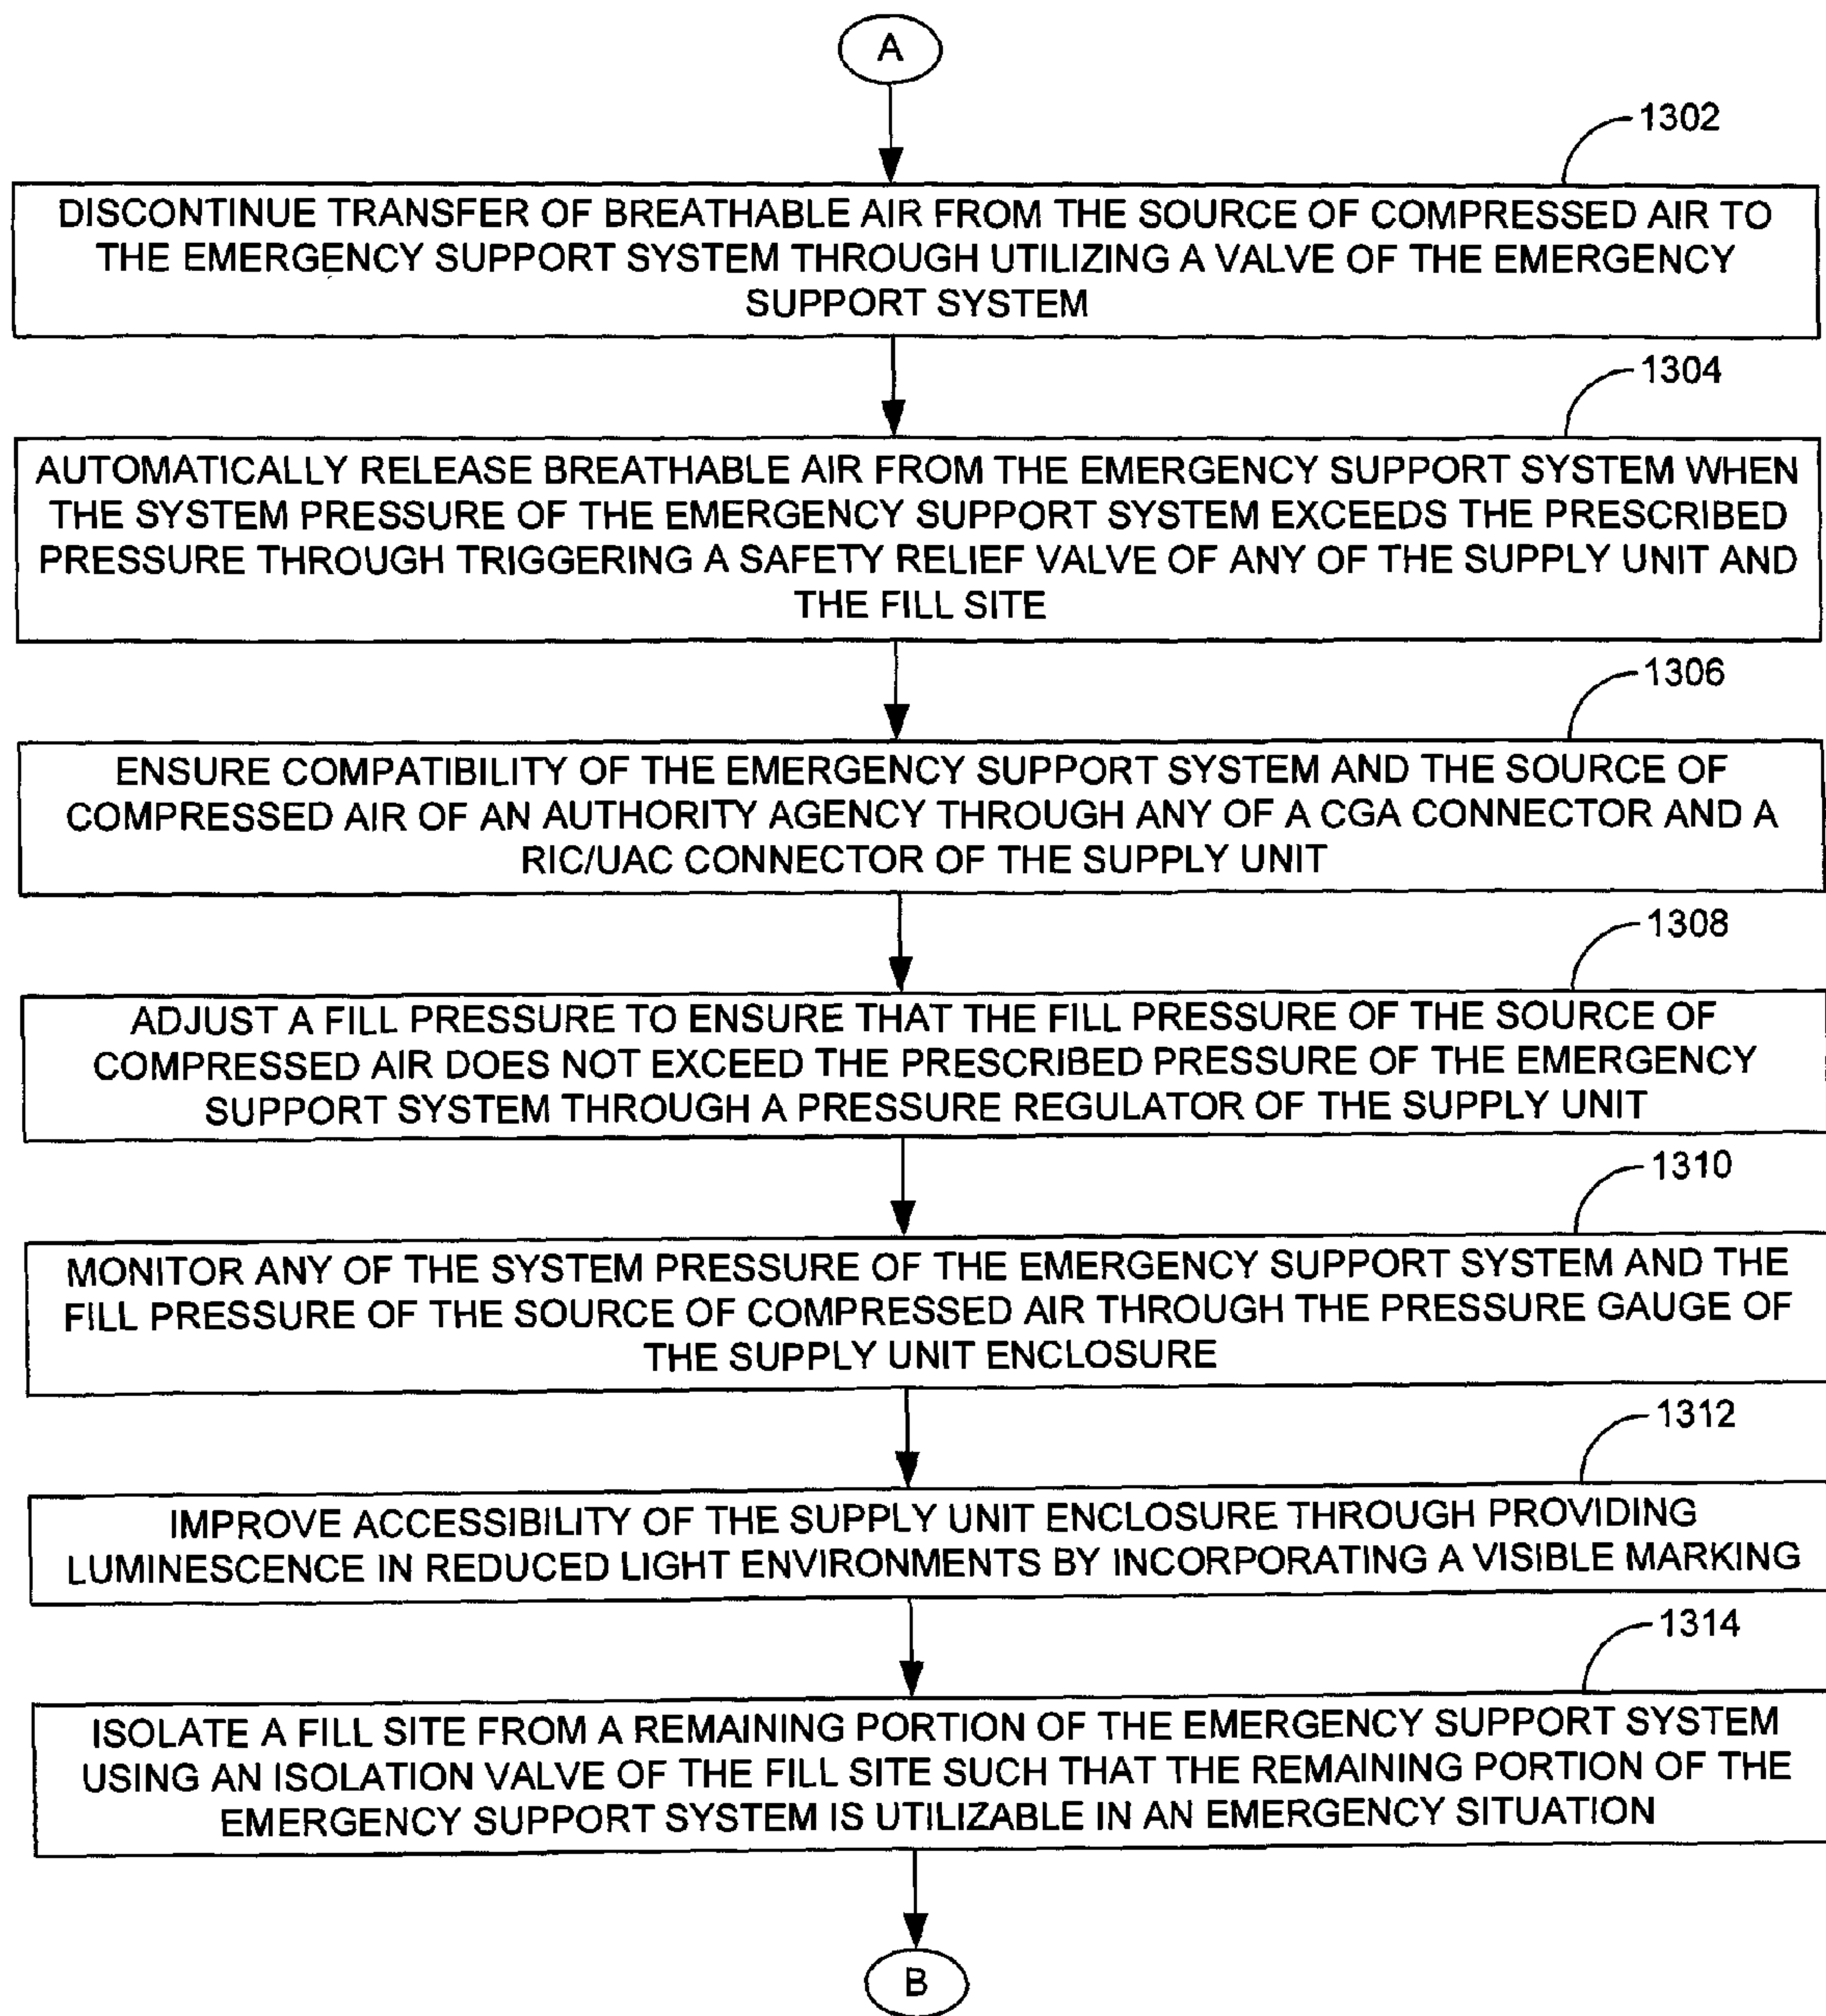 A
1302
DISCONTINUE TRANSFER OF BREATHABLE AIR FROM THE SOURCE OF COMPRESSED AIR TO
THE EMERGENCY SUPPORT SYSTEM THROUGH UTILIZING A VALVE OF THE EMERGENCY
SUPPORT SYSTEM
1304
AUTOMATICALLY RELEASE BREATHABLE AIR FROM THE EMERGENCY SUPPORT SYSTEM WHEN
THE SYSTEM PRESSURE OF THE EMERGENCY SUPPORT SYSTEM EXCEEDS THE PRESCRIBED
PRESSURE THROUGH TRIGGERING A SAFETY RELIEF VALVE OF ANY OF THE SUPPLY UNIT AND
THE FILL SITE
1306
ENSURE COMPATIBILITY OF THE EMERGENCY SUPPORT SYSTEM AND THE SOURCE OF
COMPRESSED AIR OF AN AUTHORITY AGENCY THROUGH ANY OF A CGA CONNECTOR AND A
RIC/UAC CONNECTOR OF THE SUPPLY UNIT
1308
ADJUST A FILL PRESSURE TO ENSURE THAT THE FILL PRESSURE OF THE SOURCE OF
COMPRESSED AIR DOES NOT EXCEED THE PRESCRIBED PRESSURE OF THE EMERGENCY
SUPPORT SYSTEM THROUGH A PRESSURE REGULATOR OF THE SUPPLY UNIT
1310
MONITOR ANY OF THE SYSTEM PRESSURE OF THE EMERGENCY SUPPORT SYSTEM AND THE
FILL PRESSURE OF THE SOURCE OF COMPRESSED AIR THROUGH THE PRESSURE GAUGE OF
THE SUPPLY UNIT ENCLOSURE
1312
IMPROVE ACCESSIBILITY OF THE SUPPLY UNIT ENCLOSURE THROUGH PROVIDING
LUMINESCENCE IN REDUCED LIGHT ENVIRONMENTS BY INCORPORATING A VISIBLE MARKING
1314
ISOLATE A FILL SITE FROM A REMAINING PORTION OF THE EMERGENCY SUPPORT SYSTEM
USING AN ISOLATION VALVE OF THE FILL SITE SUCH THAT THE REMAINING PORTION OF THE
EMERGENCY SUPPORT SYSTEM IS UTILIZABLE IN AN EMERGENCY SITUATION
B